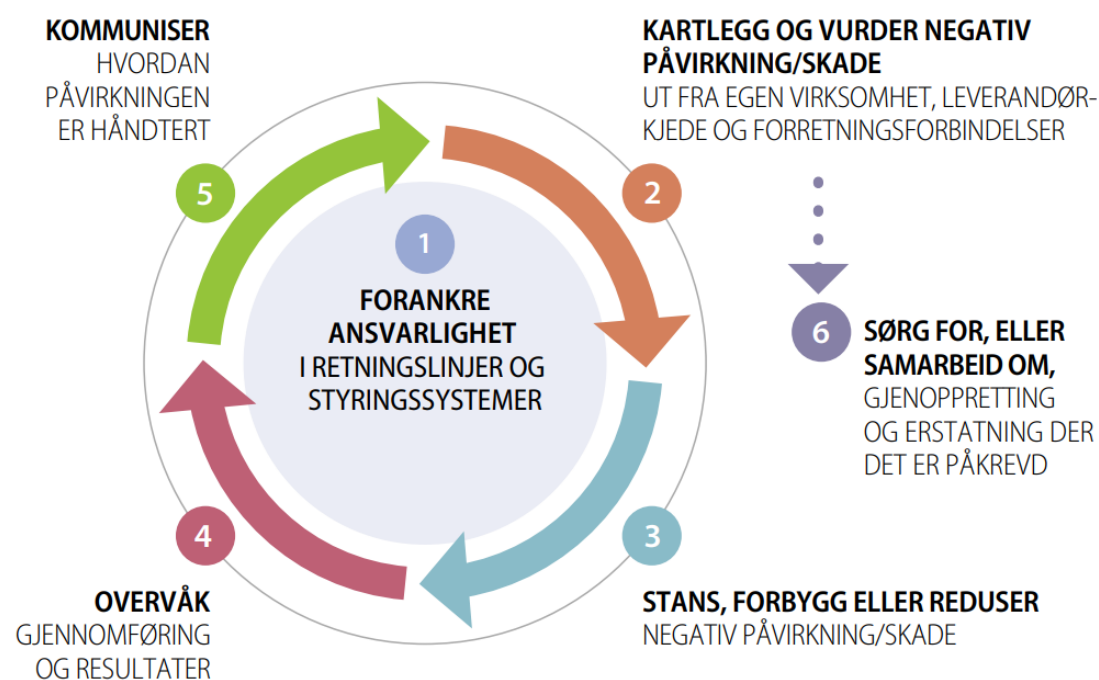 1
FORANKRE
ANSVARLIGHET
I RETNINGSLINJER OG
STYRINGSSYSTEMER
2
KARTLEGG OG VURDER NEGATIV
PÅVIRKNING/SKADE
UT FRA EGEN VIRKSOMHET, LEVERANDØR-
KJEDE OG FORRETNINGSFORBINDELSER
3
STANS, FORBYGG ELLER REDUSER
NEGATIV PÅVIRKNING/SKADE
4
OVERVÅK
GJENNOMFØRING
OG RESULTATER
5
KOMMUNISER
HVORDAN
PÅVIRKNINGEN
ER HÅNDTERT
6
SØRG FOR, ELLER
SAMARBEID OM,
GJENOPPRETTING
OG ERSTATNING DER
DET ER PÅKREVD